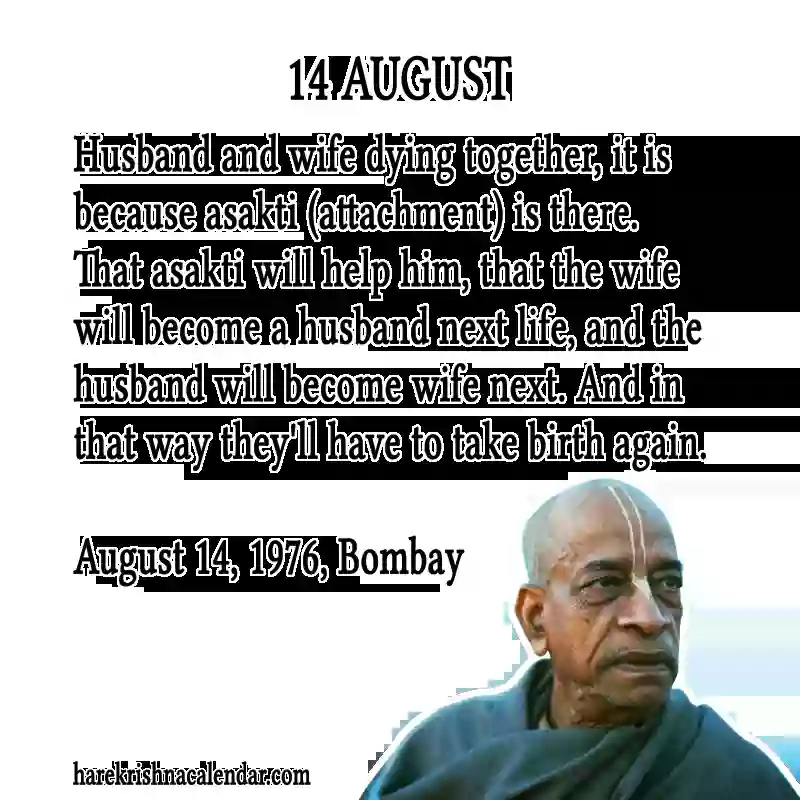 14 AUGUST
Husband and wife dying together, it is
because asakti (attachment) is there.
That asakti will help him, that the wife
will become a husband next life, and the
husband will become wife next. And in
that way they'll have to take birth again.
August 14, 1976, Bombay
harekrishnacalendar.com